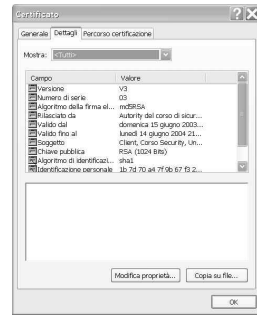 Certificato
Generale Dettagli Percorso certificazione
Mostra: <Tutti>
Campo Valore
Versione V3
Numero di serie 03
Algoritmo della firma el... md5RSA
Rilasciato da Autority del corso di sicur...
Valido dal domenica 15 giugno 2003...
Valido fino al lunedì 14 giugno 2004 21...
Soggetto Client, Corso Security, Un...
Chiave pubblica RSA (1024 Bits)
Algoritmo di identificazi... sha1
Identificazione personale 1b 7d 70 a4 7f 9b 67 f3 2...
Modifica proprietà... Copia su file...
OK